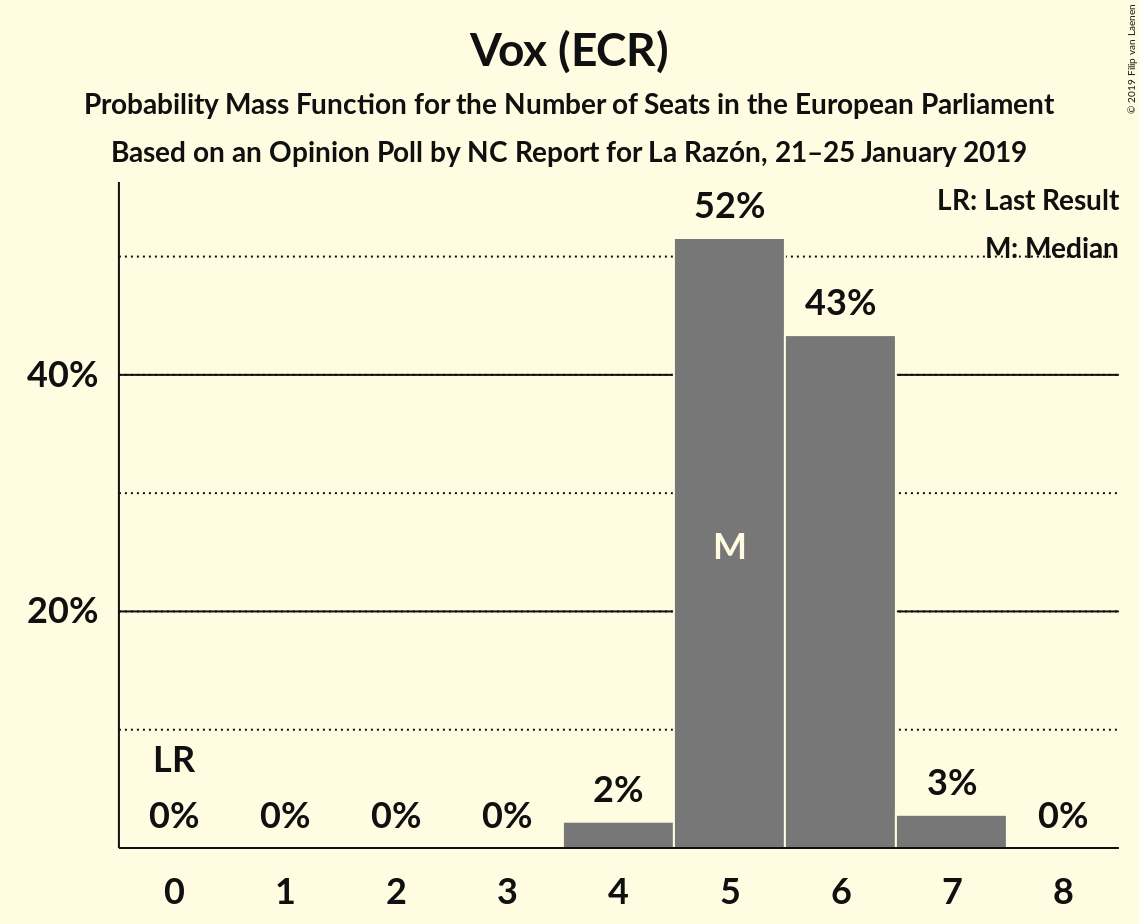 Vox (ECR)
Probability Mass Function for the Number of Seats in the European Parliament
Based on an Opinion Poll by NC Report for La Razón, 21–25 January 2019
© 2019 Filip van Laenen
LR: Last Result
M: Median
52%
43%
40%
M
20%
LR
0% 0% 0% 0% 2% 3% 0%
0 1 2 3 4 5 6 7 8